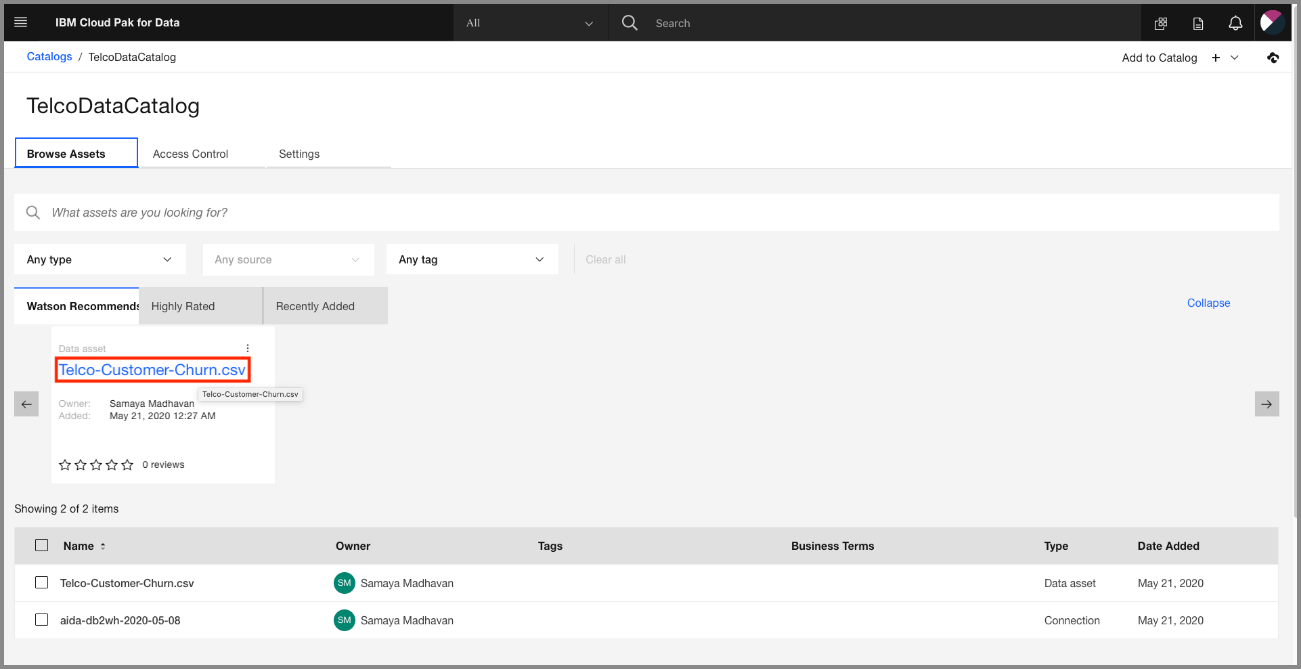 IBM Cloud Pak for Data All Search
Catalogs / TelcoDataCatalog Add to Catalog +
TelcoDataCatalog
Browse Assets Access Control Settings
What assets are you looking for?
Any type Any source Any tag Clear all
Watson Recommends Highly Rated Recently Added Collapse
Data asset
Telco-Customer-Churn.csv
Telco-Customer-Churn.csv
Owner: Samaya Madhavan
Added: May 21, 2020 12:27 AM
0 reviews
Showing 2 of 2 items
Name Owner Tags Business Terms Type Date Added
Telco-Customer-Churn.csv SM Samaya Madhavan Data asset May 21, 2020
aida-db2wh-2020-05-08 SM Samaya Madhavan Connection May 21, 2020